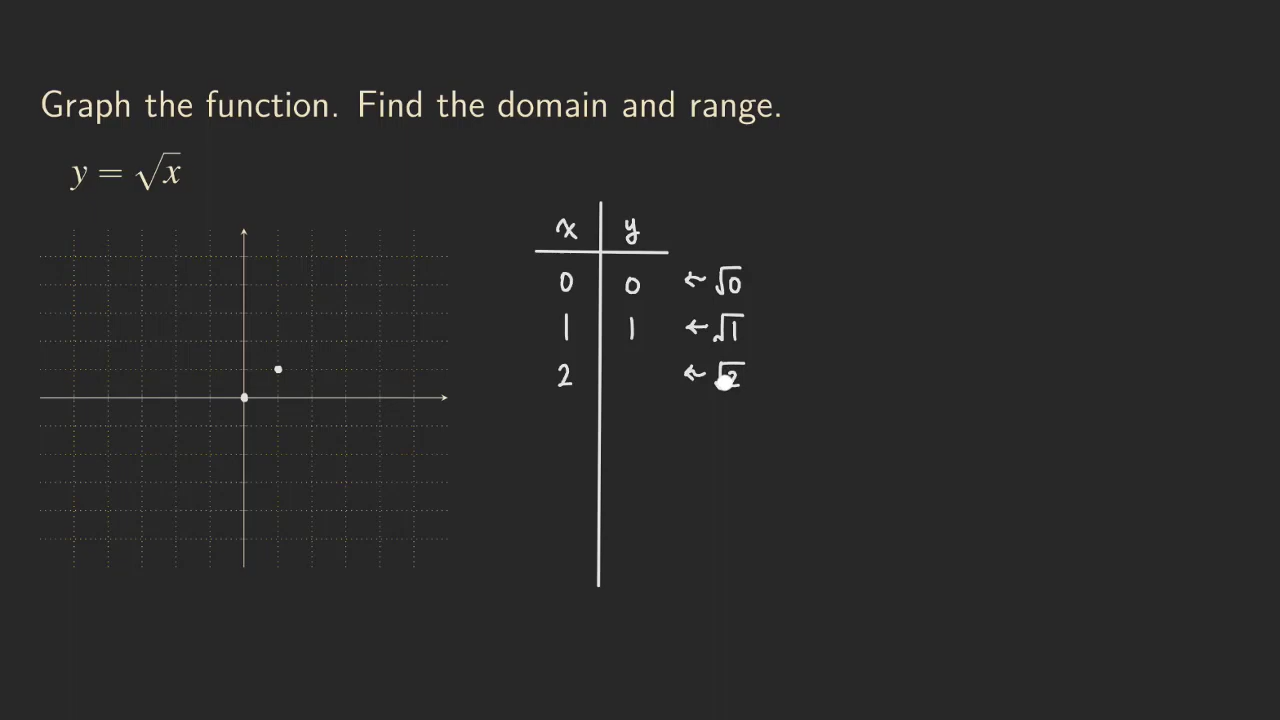 Graph the function. Find the domain and range.
y = √x
x y
0 0 ← √0
1 1 ← √1
2 ← √2